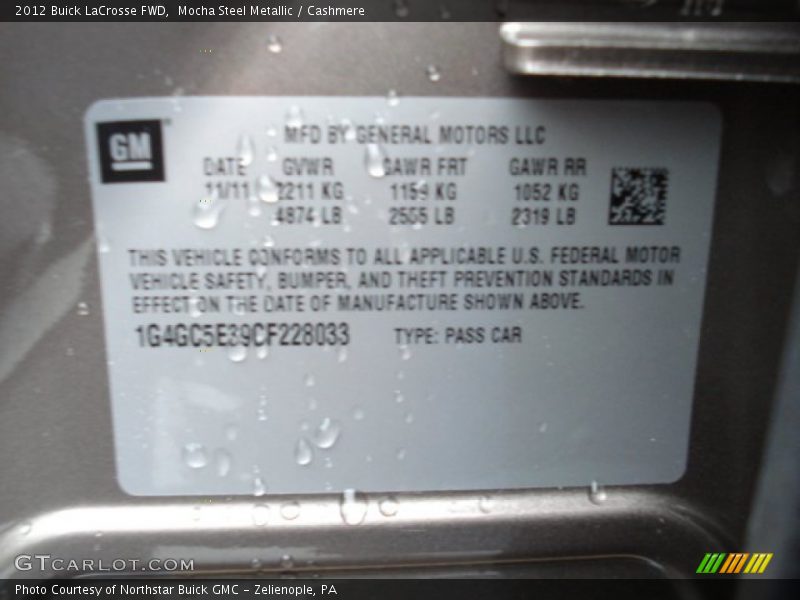 2012 Buick LaCrosse FWD, Mocha Steel Metallic / Cashmere
GM
MFD BY GENERAL MOTORS LLC
DATE GVWR GAWR FRT GAWR RR
11/11 2211 KG 1159 KG 1052 KG
4874 LB 2555 LB 2319 LB
THIS VEHICLE CONFORMS TO ALL APPLICABLE U.S. FEDERAL MOTOR
VEHICLE SAFETY, BUMPER, AND THEFT PREVENTION STANDARDS IN
EFFECT ON THE DATE OF MANUFACTURE SHOWN ABOVE.
1G4GC5E39CF228033 TYPE: PASS CAR
GTCARLOT.COM
Photo Courtesy of Northstar Buick GMC - Zelienople, PA